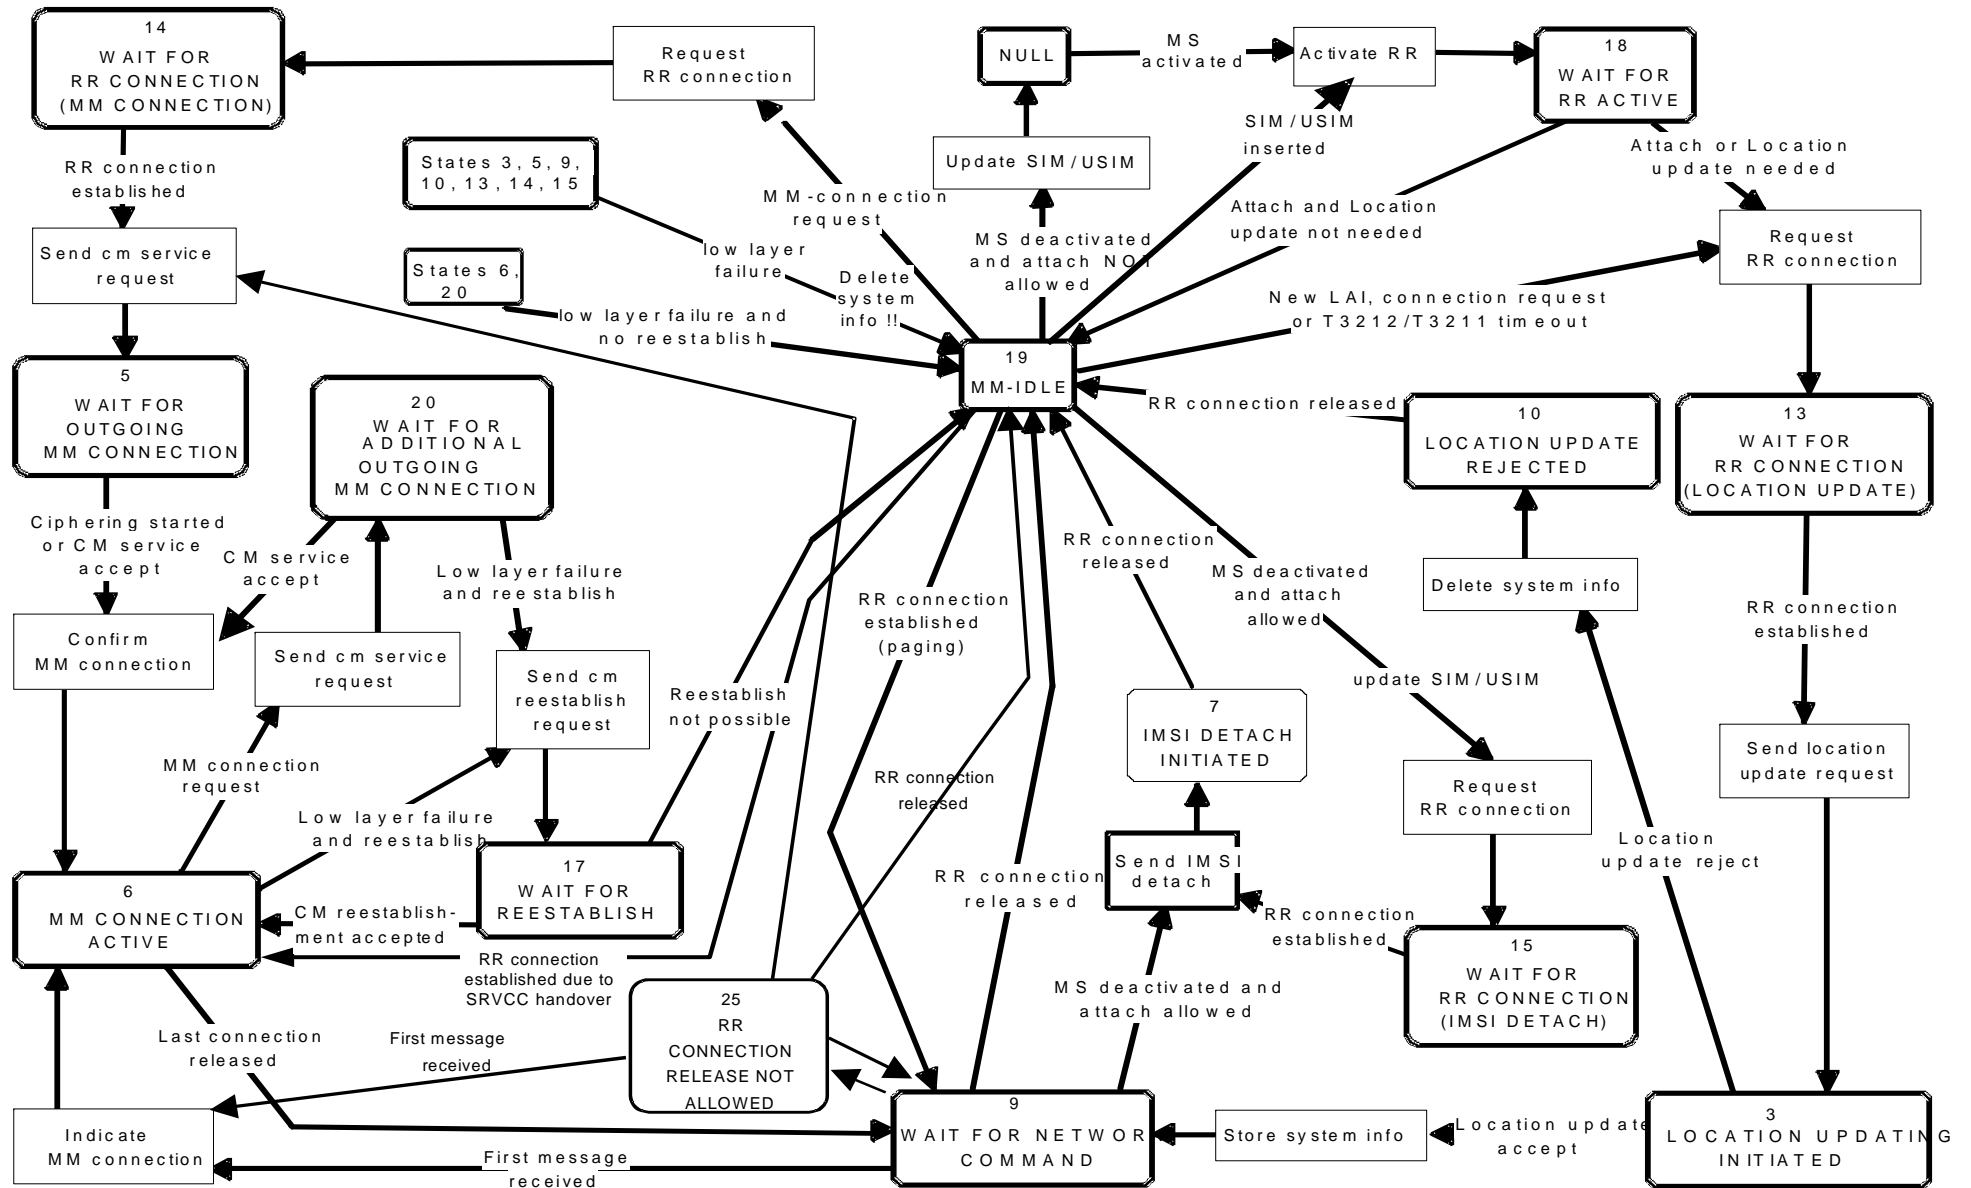 14
WAIT FOR
RR CONNECTION
(MM CONNECTION)
Request
RR connection
NULL
MS
activated
Activate RR
18
WAIT FOR
RR ACTIVE
RR connection
established
States 3, 5, 9,
10, 13, 14, 15
Update SIM/USIM
SIM/USIM
inserted
Attach or Location
update needed
MM-connection
request
Attach and Location
update not needed
Send cm service
request
low layer
failure
MS deactivated
and attach NOT
allowed
Request
RR connection
States 6,
20
Delete
system
info !!
New LAI, connection request
or T3212/T3211 timeout
low layer failure and
no reestablish
19
MM-IDLE
5
WAIT FOR
OUTGOING
MM CONNECTION
20
WAIT FOR
ADDITIONAL
OUTGOING
MM CONNECTION
RR connection released
10
LOCATION UPDATE
REJECTED
13
WAIT FOR
RR CONNECTION
(LOCATION UPDATE)
Ciphering started
or CM service
accept
CM service
accept
Low layer failure
and reestablish
RR connection
released
RR connection
established
(paging)
MS deactivated
and attach
allowed
Delete system info
RR connection
established
Confirm
MM connection
Send cm service
request
Send cm
reestablish
request
Reestablish
not possible
7
IMSI DETACH
INITIATED
update SIM/USIM
MM connection
request
RR connection
released
Request
RR connection
Send location
update request
Low layer failure
and reestablish
17
WAIT FOR
REESTABLISH
RR connection
released
Send IMSI
detach
Location
update reject
6
MM CONNECTION
ACTIVE
CM reestablish-
ment accepted
RR connection
established
RR connection
established due to
SRVCC handover
15
WAIT FOR
RR CONNECTION
(IMSI DETACH)
25
RR
CONNECTION
RELEASE NOT
ALLOWED
MS deactivated and
attach allowed
Last connection
released
First message
received
Indicate
MM connection
First message
received
9
WAIT FOR NETWOR
COMMAND
Store system info
Location update
accept
3
LOCATION UPDATING
INITIATED